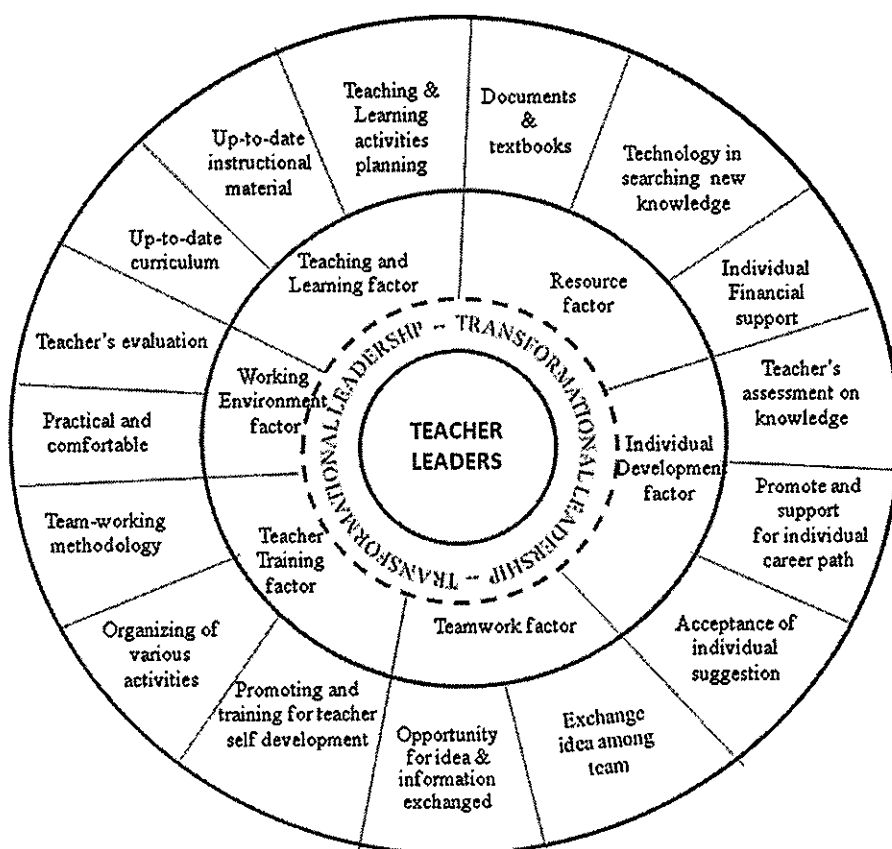 Teaching &
Learning
activities
planning
Documents
&
textbooks
Technology in
searching new
knowledge
Individual
Financial
support
Teacher's
assessment on
knowledge
Promote and
support
for individual
career path
Acceptance of
individual
suggestion
Exchange
idea among
team
Opportunity
for idea &
information
exchanged
Promoting and
training for teacher
self development
Organizing of
various
activities
Team-working
methodology
Practical and
comfortable
Teacher's evaluation
Up-to-date
curriculum
Up-to-date
instructional
material
Teaching and
Learning factor
Resource
factor
Individual
Development
factor
Teamwork factor
Teacher
Training
factor
Working
Environment
factor
TRANSFORMATIONAL LEADERSHIP – TRANSFORMATIONAL LEADERSHP –
TEACHER
LEADERS